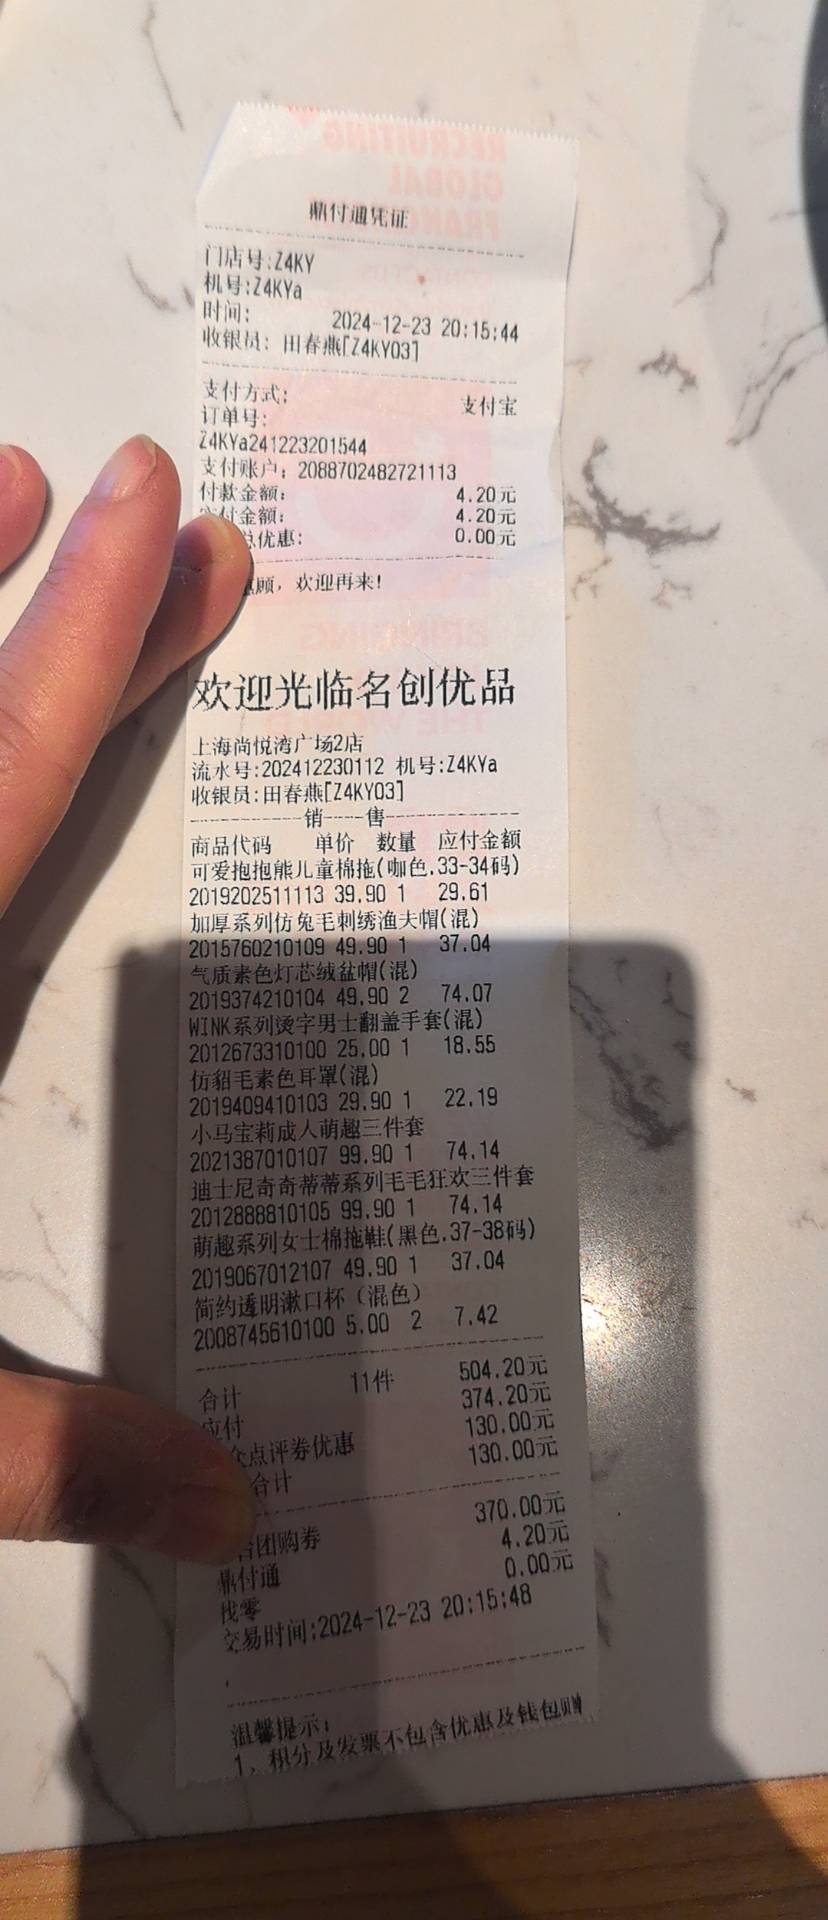 RECRUITING
GLOBAL
鼎付通凭证
门店号:Z4KY
机号:Z4KYa
时间: 2024-12-23 20:15:44
收银员: 田春燕[Z4KY03]
支付方式: 支付宝
订单号:
Z4KYa241223201544
支付账户: 2088702482721113
付款金额: 4.20元
实付金额: 4.20元
总优惠: 0.00元
惠顾, 欢迎再来!
欢迎光临名创优品
上海尚悦湾广场2店
流水号:202412230112 机号:Z4KYa
收银员:田春燕[Z4KY03]
销----售
商品代码 单价 数量 应付金额
可爱抱抱熊儿童棉拖(咖色.33-34码)
2019202511113 39.90 1 29.61
加厚系列仿兔毛刺绣渔夫帽(混)
2015760210109 49.90 1 37.04
气质素色灯芯绒盆帽(混)
2019374210104 49.90 2 74.07
WINK系列烫字男士翻盖手套(混)
2012673310100 25.00 1 18.55
仿貂毛素色耳罩(混)
2019409410103 29.90 1 22.19
小马宝莉成人萌趣三件套
2021387010107 99.90 1 74.14
迪士尼奇奇蒂蒂系列毛毛狂欢三件套
2012888810105 99.90 1 74.14
萌趣系列女士棉拖鞋(黑色.37-38码)
2019067012107 49.90 1 37.04
简约透明漱口杯（混色）
2008745610100 5.00 2 7.42
合计 11件 504.20元
应付 374.20元
众点评券优惠 130.00元
合计 130.00元
团购券 370.00元
鼎付通 4.20元
找零 0.00元
交易时间:2024-12-23 20:15:48
温馨提示:
1、积分及发票不包含优惠及钱包赠